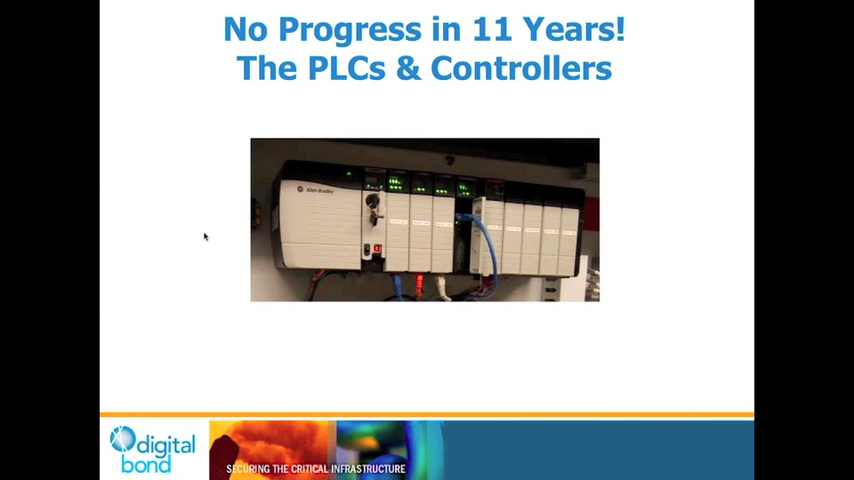 No Progress in 11 Years!
The PLCs & Controllers
Allen-Bradley
digital
bond
SECURING THE CRITICAL INFRASTRUCTURE